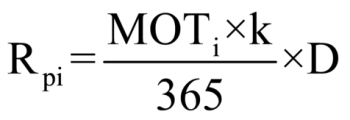 R_pi = (MOT_i × k) / 365 × D